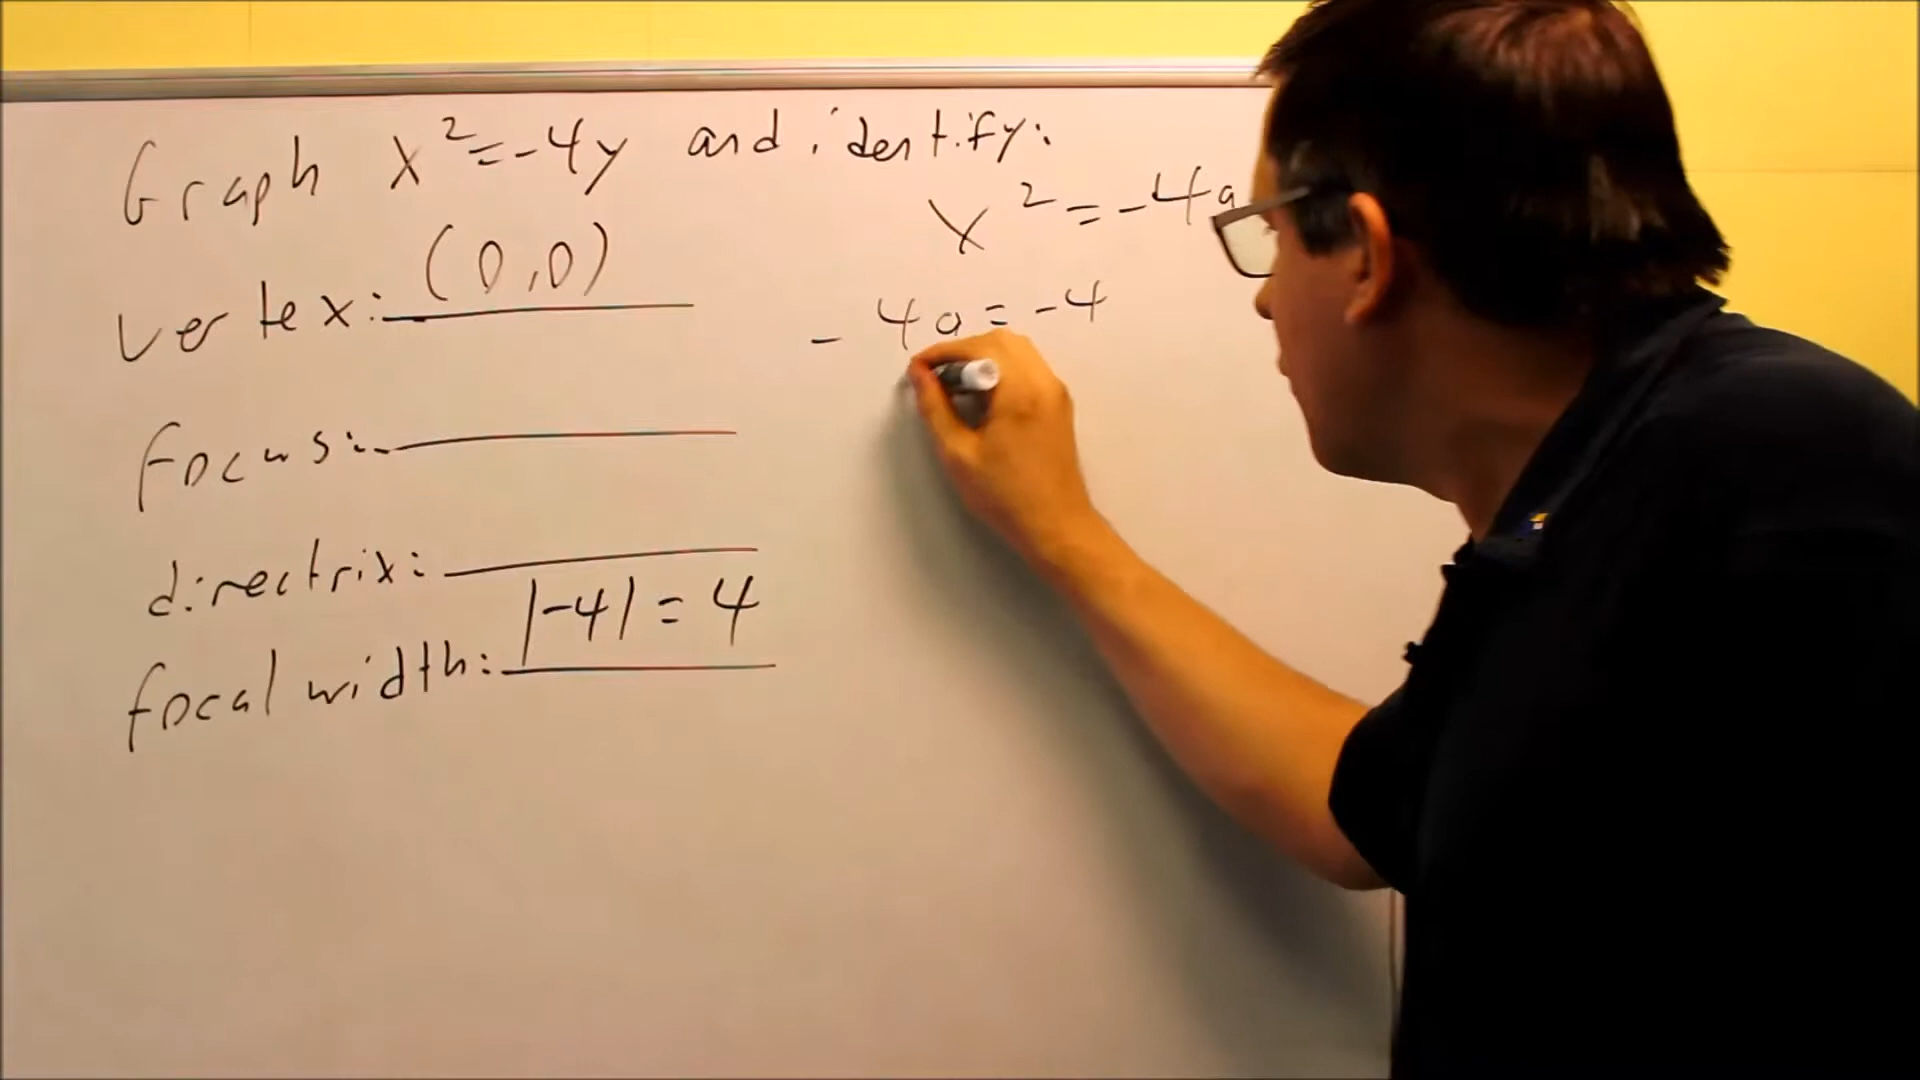 Graph x²=-4y and identify:
x²=-4a
vertex: (0,0)
-4a=-4
focus:
directrix:
focal width: |-4|=4